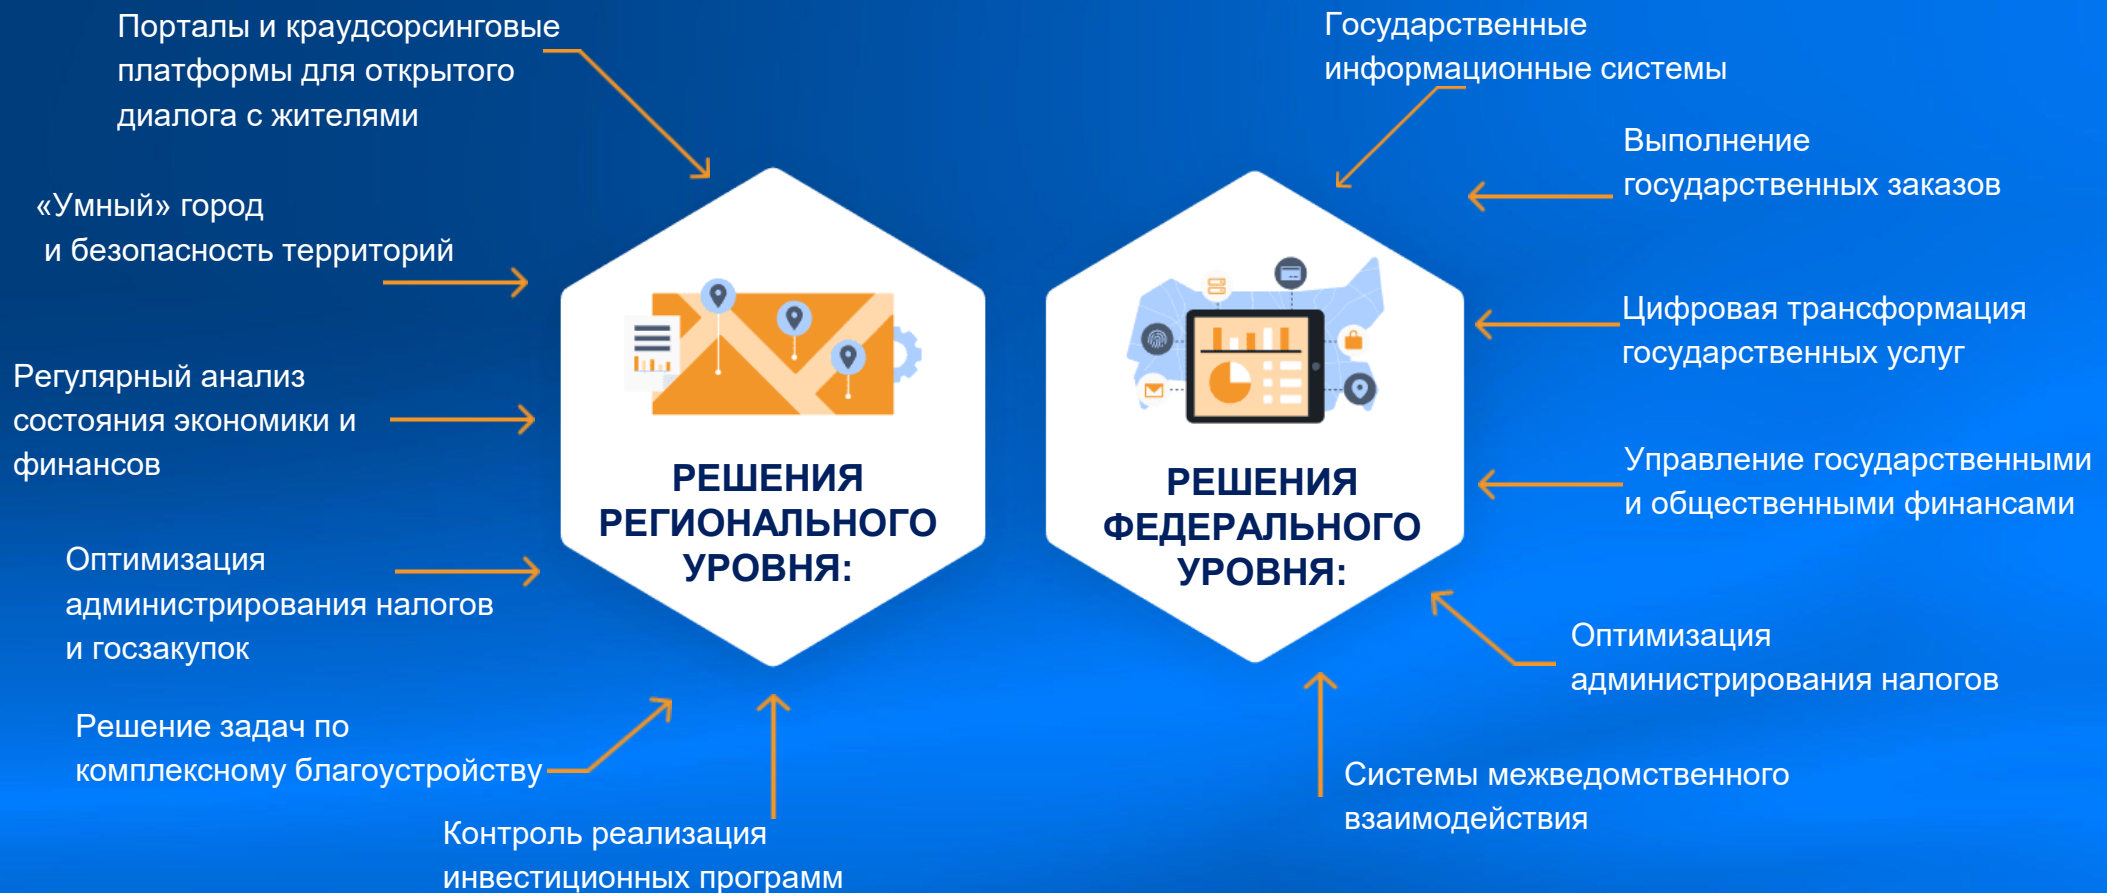 Порталы и краудсорсинговые
платформы для открытого
диалога с жителями
«Умный» город
и безопасность территорий
Регулярный анализ
состояния экономики и
финансов
Оптимизация
администрирования налогов
и госзакупок
Решение задач по
комплексному благоустройству
Контроль реализация
инвестиционных программ
РЕШЕНИЯ
РЕГИОНАЛЬНОГО
УРОВНЯ:
РЕШЕНИЯ
ФЕДЕРАЛЬНОГО
УРОВНЯ:
Государственные
информационные системы
Выполнение
государственных заказов
Цифровая трансформация
государственных услуг
Управление государственными
и общественными финансами
Оптимизация
администрирования налогов
Системы межведомственного
взаимодействия